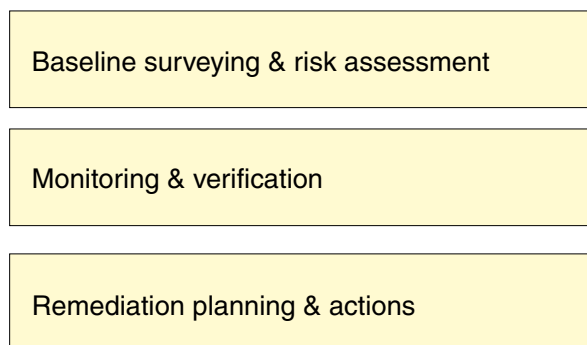 Baseline surveying & risk assessment
Monitoring & verification
Remediation planning & actions